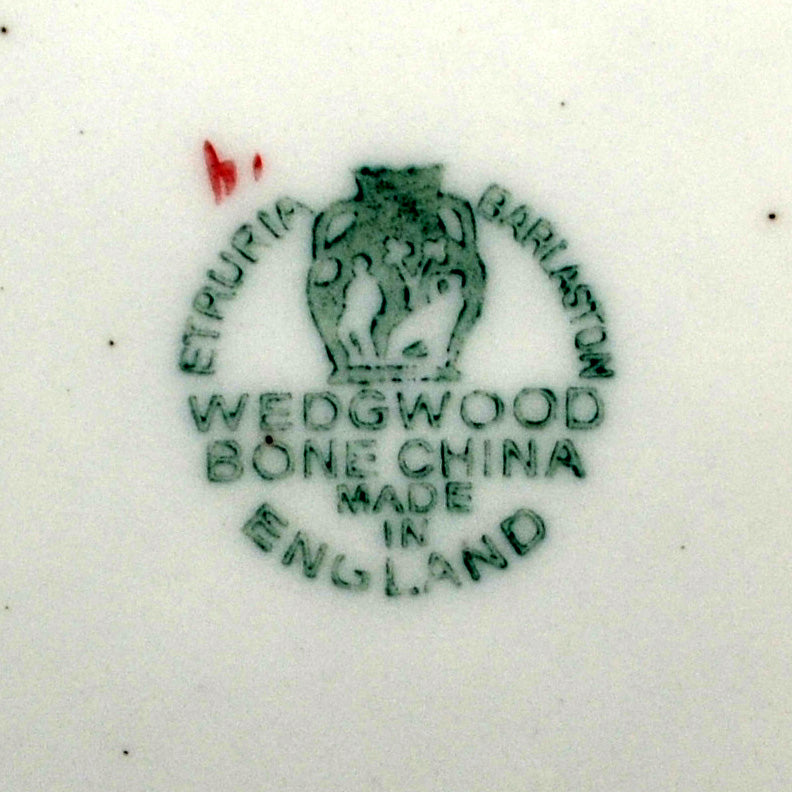 ETRURIA
BARLASTON
WEDGWOOD
BONE CHINA
MADE
IN
ENGLAND